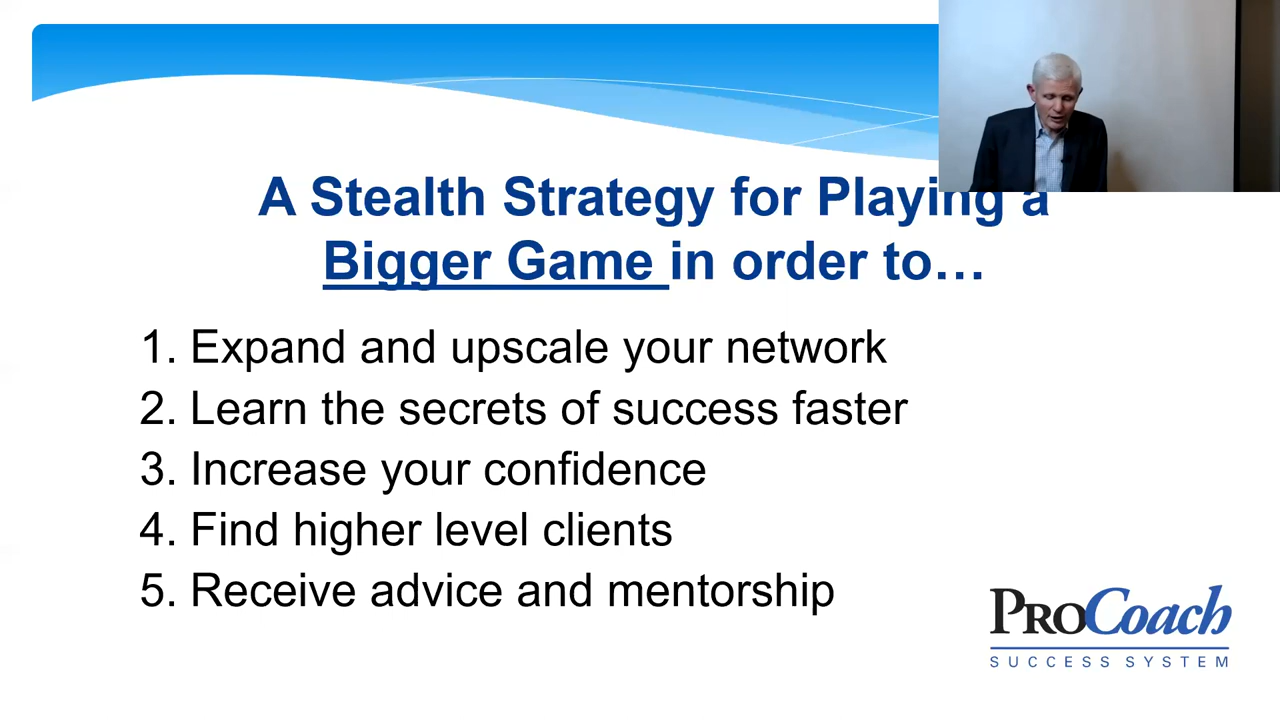 A Stealth Strategy for Playing a
Bigger Game in order to…
1. Expand and upscale your network
2. Learn the secrets of success faster
3. Increase your confidence
4. Find higher level clients
5. Receive advice and mentorship
PROCoach
SUCCESS SYSTEM